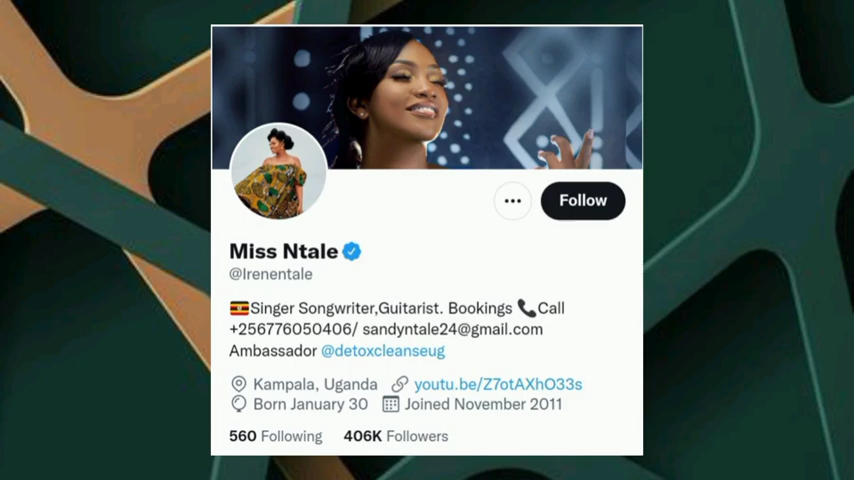 Follow
Miss Ntale
@Irenentale
🇺🇬Singer Songwriter,Guitarist. Bookings 📞Call
+256776050406/ sandyntale24@gmail.com
Ambassador @detoxcleanseug
Kampala, Uganda youtu.be/Z7otAXhO33s
Born January 30 Joined November 2011
560 Following 406K Followers